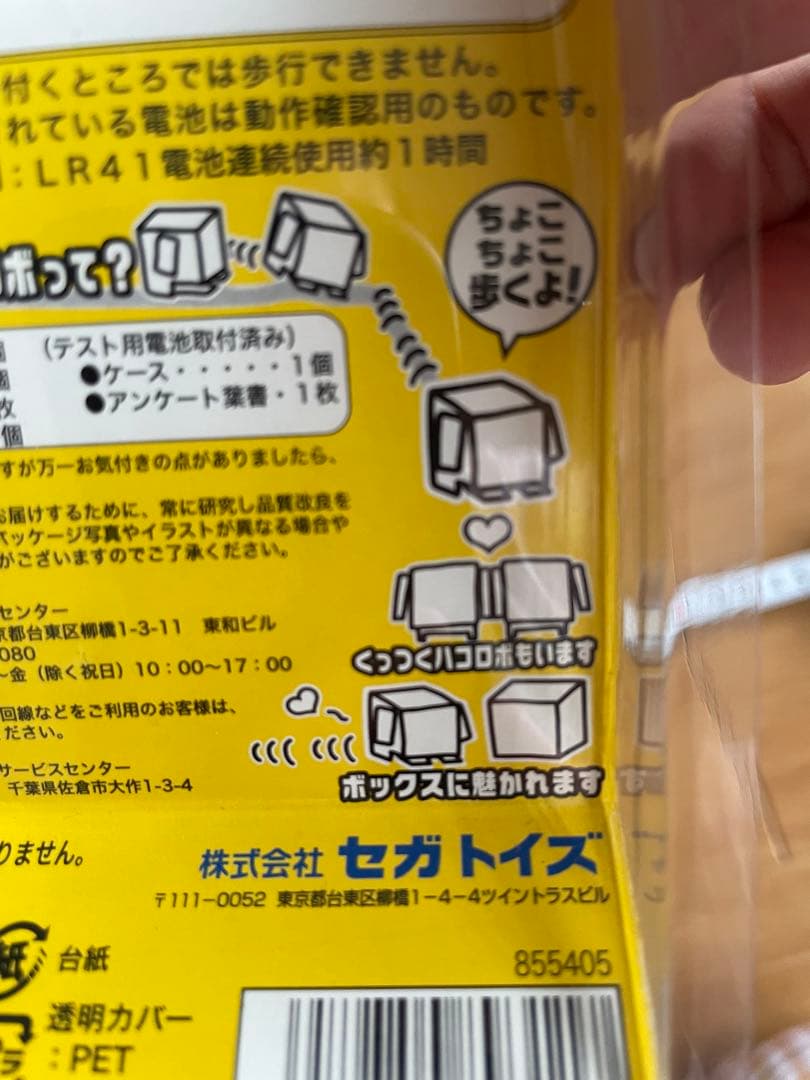 付くところでは歩行できません。
れている電池は動作確認用のものです。
：LR41電池連続使用約1時間
ちょこ
ちょこ
歩くよ！
ボって？
個 （テスト用電池取付済み）
個 ●ケース・・・・・1個
枚 ●アンケート葉書・1枚
個
すが万一お気付きの点がありましたら、
お届けするために、常に研究し品質改良を
パッケージ写真やイラストが異なる場合や
がございますのでご了承ください。
センター
京都台東区柳橋1-3-11 東和ビル
080
～金（除く祝日）10：00～17：00
くっつくハコロボもいます
回線などをご利用のお客様は、
ださい。
サービスセンター
千葉県佐倉市大作1-3-4
ボックスに魅かれます
りません。
株式会社 セガトイズ
〒111-0052 東京都台東区柳橋1-4-4ツイントラスビル
紙 台紙
855405
透明カバー
：PET